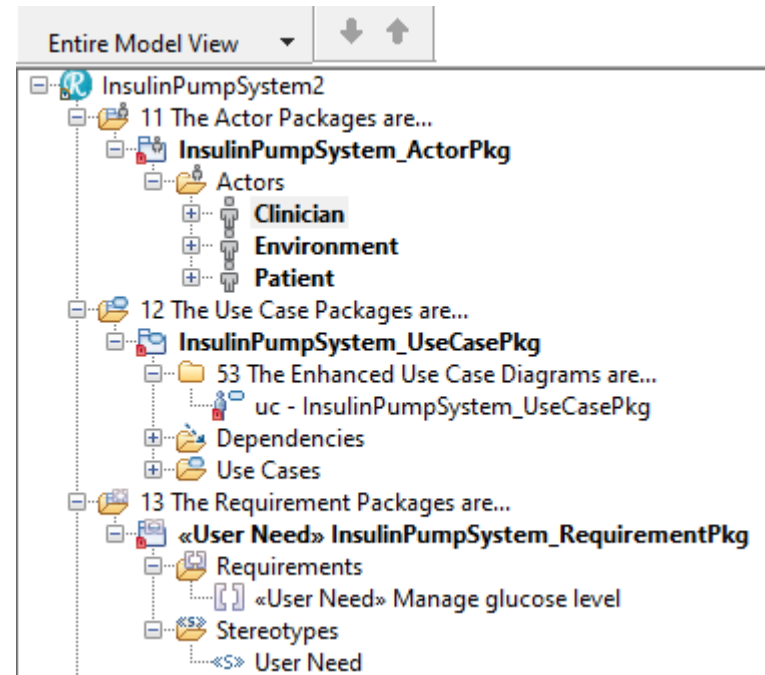 Entire Model View
InsulinPumpSystem2
11 The Actor Packages are...
InsulinPumpSystem_ActorPkg
Actors
Clinician
Environment
Patient
12 The Use Case Packages are...
InsulinPumpSystem_UseCasePkg
53 The Enhanced Use Case Diagrams are...
uc - InsulinPumpSystem_UseCasePkg
Dependencies
Use Cases
13 The Requirement Packages are...
«User Need» InsulinPumpSystem_RequirementPkg
Requirements
«User Need» Manage glucose level
Stereotypes
«S» User Need